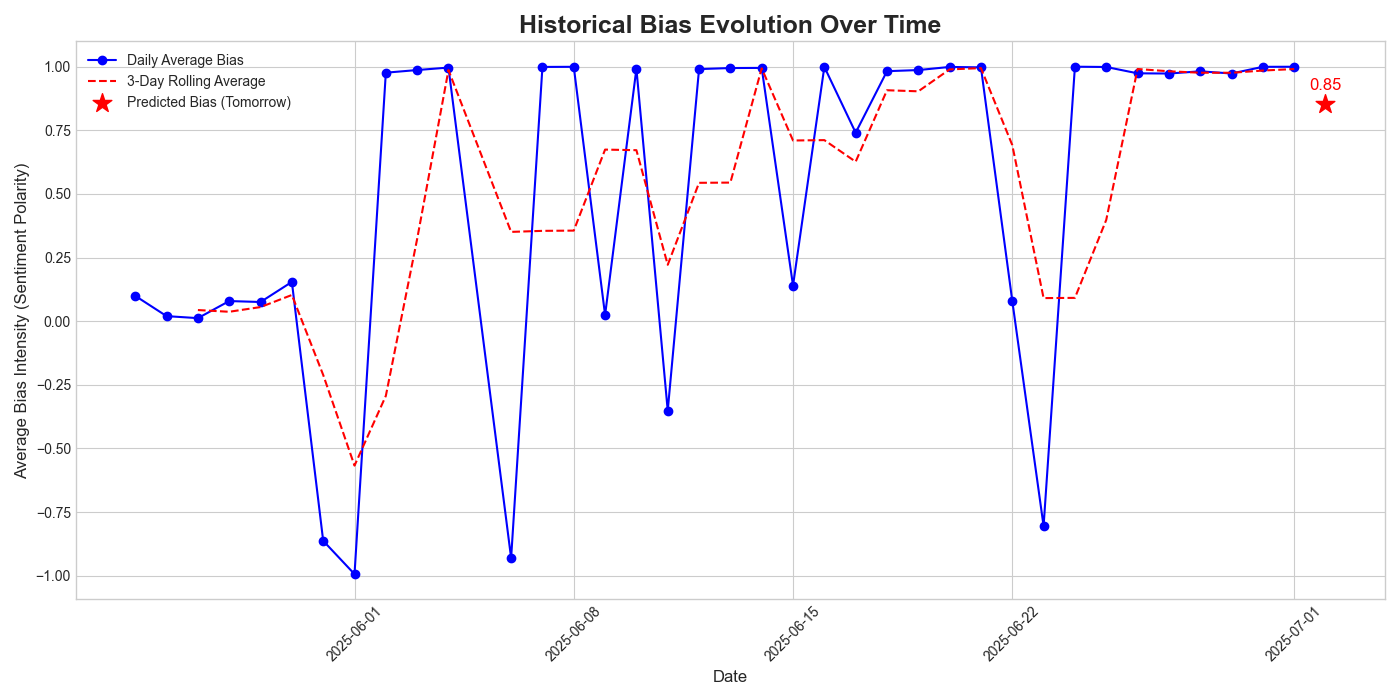 Historical Bias Evolution Over Time
Daily Average Bias
3-Day Rolling Average
Predicted Bias (Tomorrow)
0.85
Average Bias Intensity (Sentiment Polarity)
1.00
0.75
0.50
0.25
0.00
−0.25
−0.50
−0.75
−1.00
2025-06-01
2025-06-08
2025-06-15
2025-06-22
2025-07-01
Date